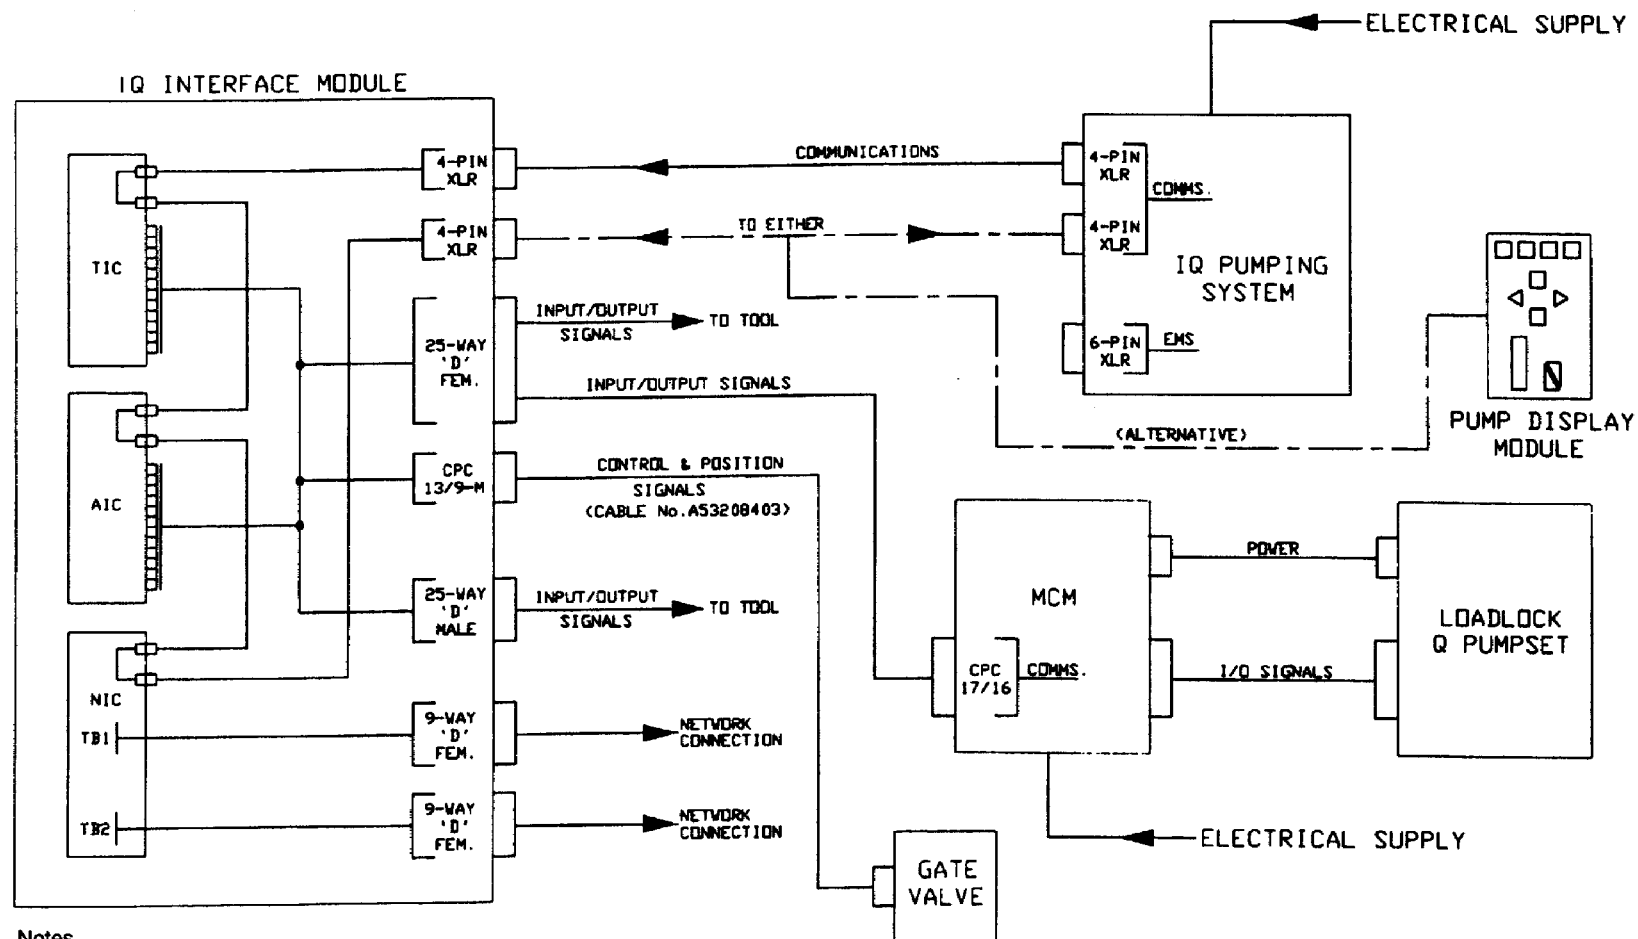 ELECTRICAL SUPPLY
IQ INTERFACE MODULE
4-PIN
XLR
COMMUNICATIONS
4-PIN
XLR
COMMS.
4-PIN
XLR
TO EITHER
4-PIN
XLR
TIC
IQ PUMPING
SYSTEM
INPUT/OUTPUT
SIGNALS
TO TOOL
25-WAY
'D'
FEM.
6-PIN
XLR
EMS
INPUT/OUTPUT SIGNALS
PUMP DISPLAY
MODULE
(ALTERNATIVE)
CPC
13/9-M
CONTROL & POSITION
SIGNALS
(CABLE No.A53208403)
AIC
POWER
MCM
25-WAY
'D'
MALE
INPUT/OUTPUT
SIGNALS
TO TOOL
LOADLOCK
Q PUMPSET
CPC
17/16
COMMS.
I/O SIGNALS
NIC
TB1
9-WAY
'D'
FEM.
NETWORK
CONNECTION
TB2
9-WAY
'D'
FEM.
NETWORK
CONNECTION
ELECTRICAL SUPPLY
GATE
VALVE
Notes